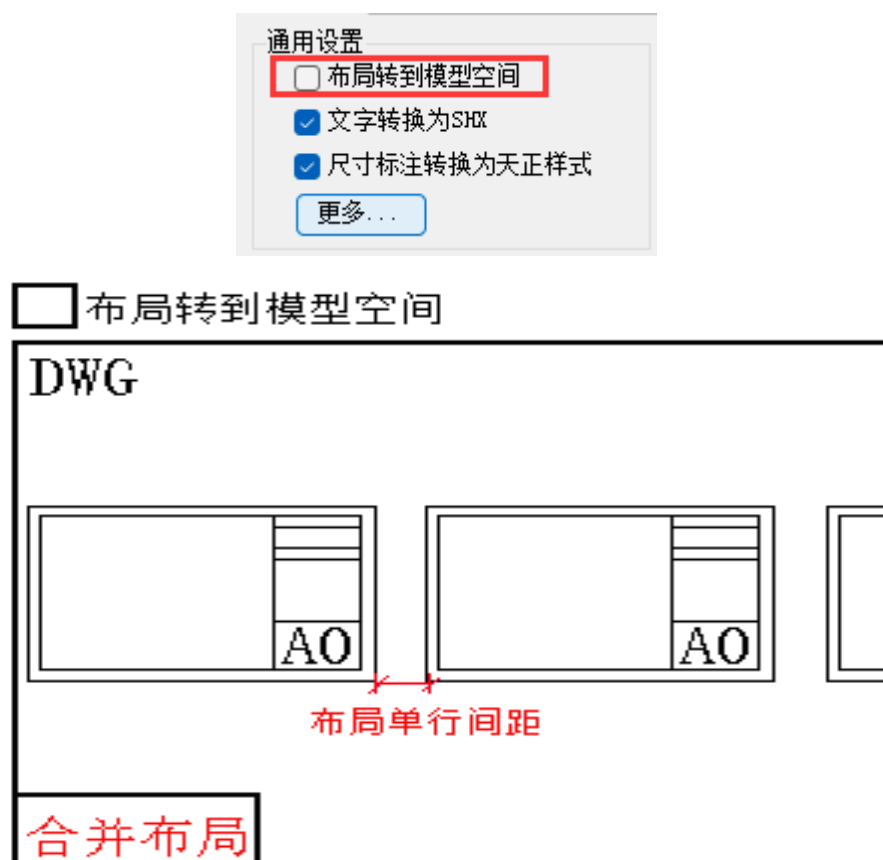 通用设置
布局转到模型空间
文字转换为SHX
尺寸标注转换为天正样式
更多...
布局转到模型空间
DWG
A0
A0
布局单行间距
合并布局